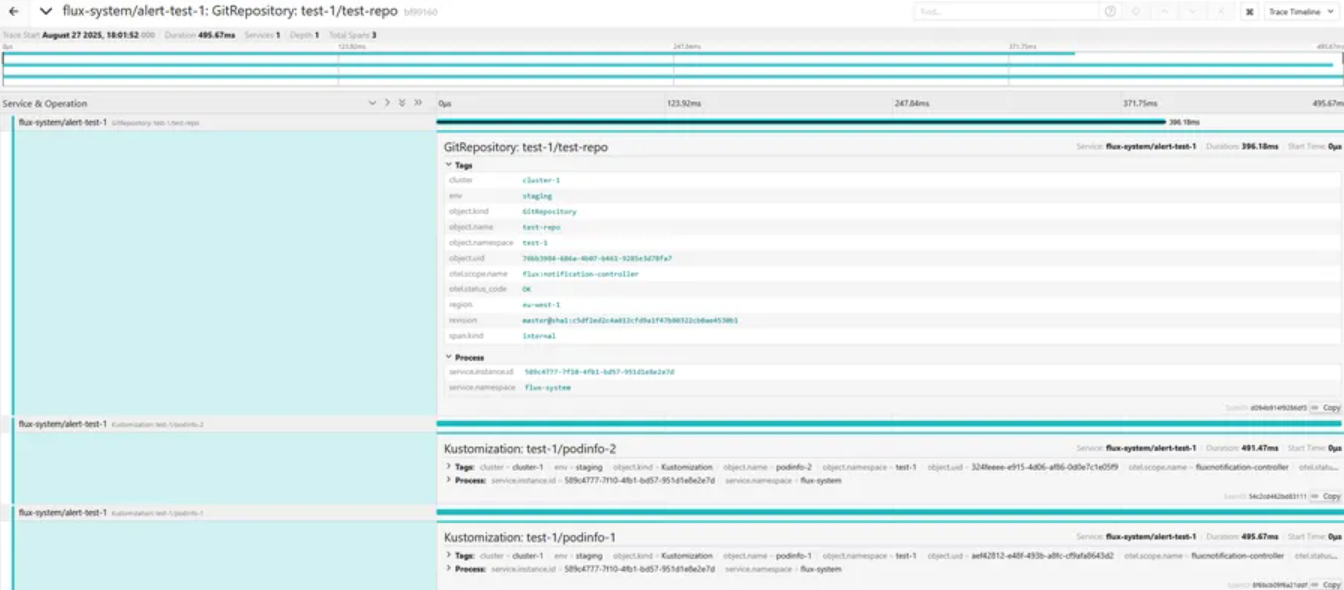 flux-system/alert-test-1: GitRepository: test-1/test-repo bf99160
Find...
Trace Timeline
Trace Start August 27 2025, 18:01:52.000 Duration 495.67ms Services 1 Depth 1 Total Spans 3
0μs 123.92ms 247.84ms 371.75ms 495.67ms
Service & Operation 0μs 123.92ms 247.84ms 371.75ms 495.67m
flux-system/alert-test-1 GitRepository: test-1/test-repo 396.18ms
GitRepository: test-1/test-repo Service: flux-system/alert-test-1 Duration: 396.18ms Start Time: 0μs
Tags
cluster cluster-1
env staging
object.kind GitRepository
object.name test-repo
object.namespace test-1
object.uid
otel.scope.name flux:notification-controller
otel.status_code OK
region eu-west-1
revision
span.kind internal
Process
service.instance.id 589c4777-7f10-4fb1-bd57-951d1e8e2e7d
service.namespace flux-system
SpanID: Copy
flux-system/alert-test-1 Kustomization: test-1/podinfo-2
Kustomization: test-1/podinfo-2 Service: flux-system/alert-test-1 Duration: 491.47ms Start Time: 0μs
Tags: cluster = cluster-1 env = staging object.kind = Kustomization object.name = podinfo-2 object.namespace = test-1 object.uid = 324feeee-e915-4d06-af86-0d0e7c1e05f9 otel.scope.name = flux:notification-controller otel.status...
Process: service.instance.id = 589c4777-7f10-4fb1-bd57-951d1e8e2e7d service.namespace = flux-system
SpanID: Copy
flux-system/alert-test-1 Kustomization: test-1/podinfo-1
Kustomization: test-1/podinfo-1 Service: flux-system/alert-test-1 Duration: 495.67ms Start Time: 0μs
Tags: cluster = cluster-1 env = staging object.kind = Kustomization object.name = podinfo-1 object.namespace = test-1 object.uid = aef42812-e48f-493b-a8fc-cf9afa8643d2 otel.scope.name = flux:notification-controller otel.status...
Process: service.instance.id = 589c4777-7f10-4fb1-bd57-951d1e8e2e7d service.namespace = flux-system
SpanID: Copy